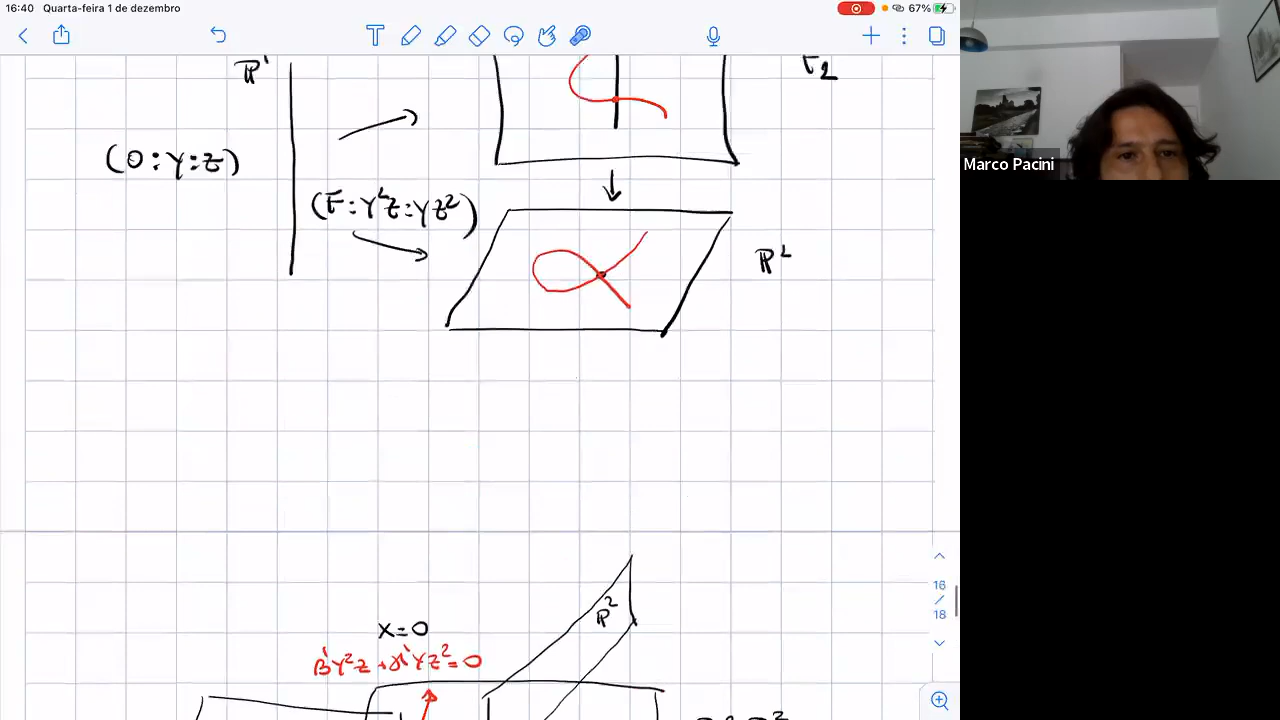 16:40 Quarta-feira 1 de dezembro
67%
ℙ¹
F₂
(0:Y:Z)
(F:Y²Z:YZ²)
ℙ²
Marco Pacini
16
/
18
ℙ²
X=0
β'Y²Z + γ'YZ² = 0